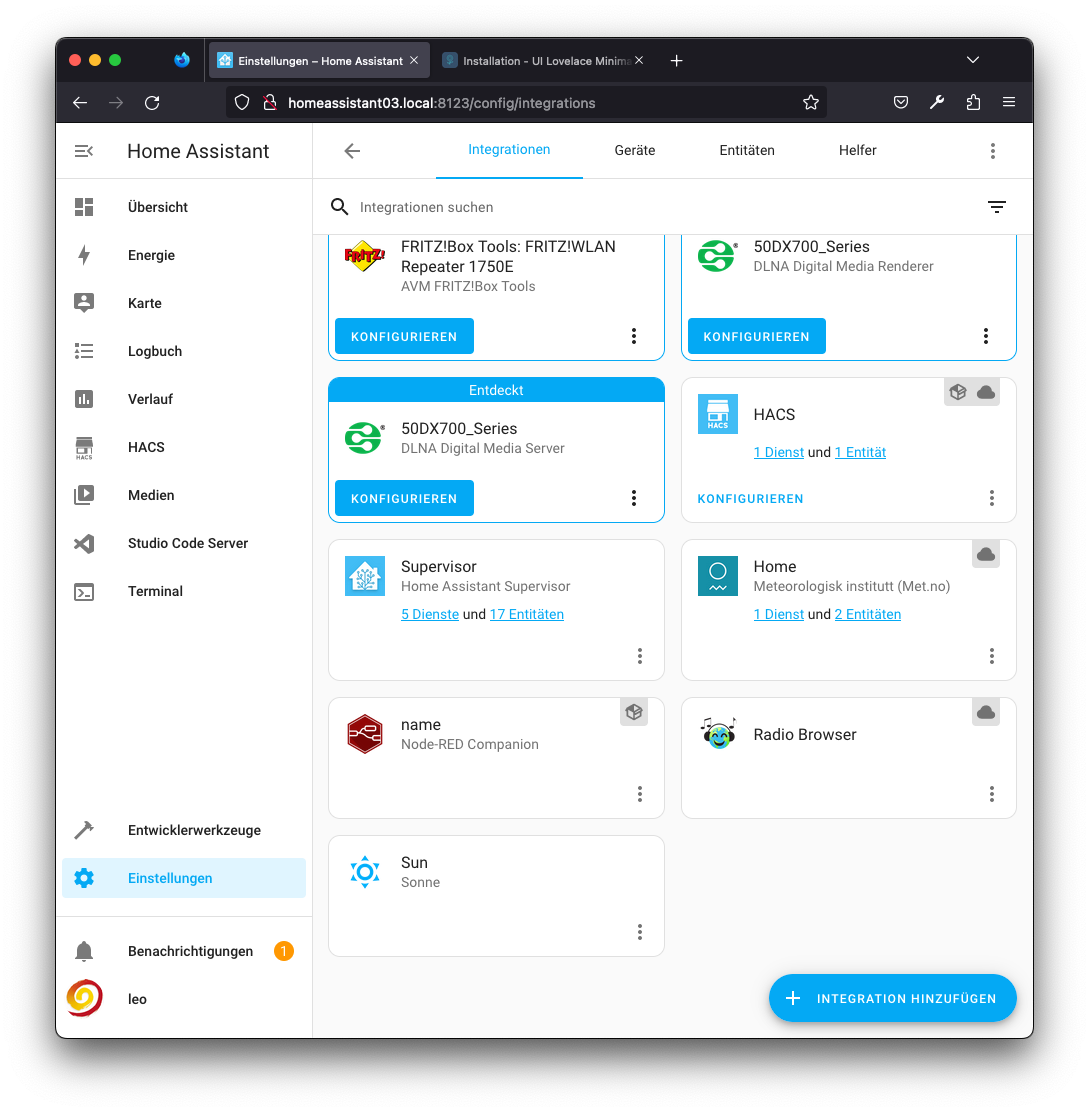 Einstellungen – Home Assistant
Installation - UI Lovelace Minima
homeassistant03.local:8123/config/integrations
Home Assistant
Integrationen
Geräte
Entitäten
Helfer
Übersicht
Energie
Karte
Logbuch
Verlauf
HACS
Medien
Studio Code Server
Terminal
Entwicklerwerkzeuge
Einstellungen
Benachrichtigungen 1
leo
Integrationen suchen
FRITZ!
FRITZ!Box Tools: FRITZ!WLAN
Repeater 1750E
AVM FRITZ!Box Tools
KONFIGURIEREN
50DX700_Series
DLNA Digital Media Renderer
KONFIGURIEREN
Entdeckt
50DX700_Series
DLNA Digital Media Server
KONFIGURIEREN
HACS
HACS
1 Dienst und 1 Entität
KONFIGURIEREN
Supervisor
Home Assistant Supervisor
5 Dienste und 17 Entitäten
Home
Meteorologisk institutt (Met.no)
1 Dienst und 2 Entitäten
name
Node-RED Companion
Radio Browser
Sun
Sonne
INTEGRATION HINZUFÜGEN